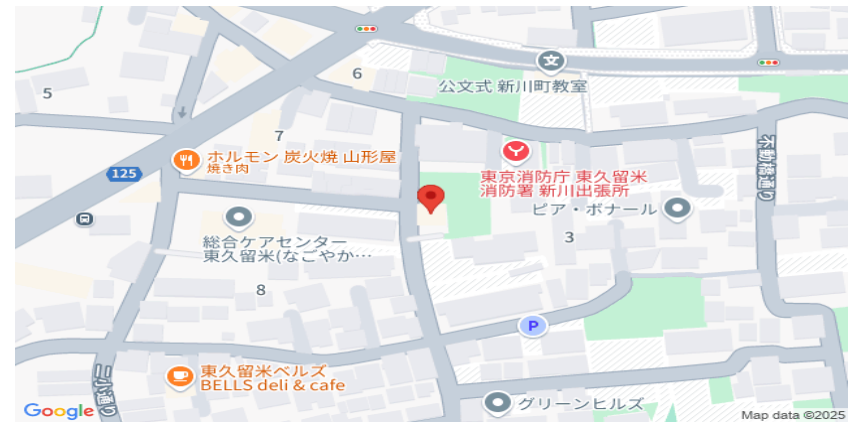 公文式 新川町教室
6
5
7
ホルモン 炭火焼 山形屋
焼き肉
125
東京消防庁 東久留米
消防署 新川出張所
不動橋通り
ピア・ボナール
総合ケアセンター
東久留米(なごやか…
3
8
P
東久留米ベルズ
BELLS deli & cafe
二小通り
グリーンヒルズ
Google
Map data ©2025